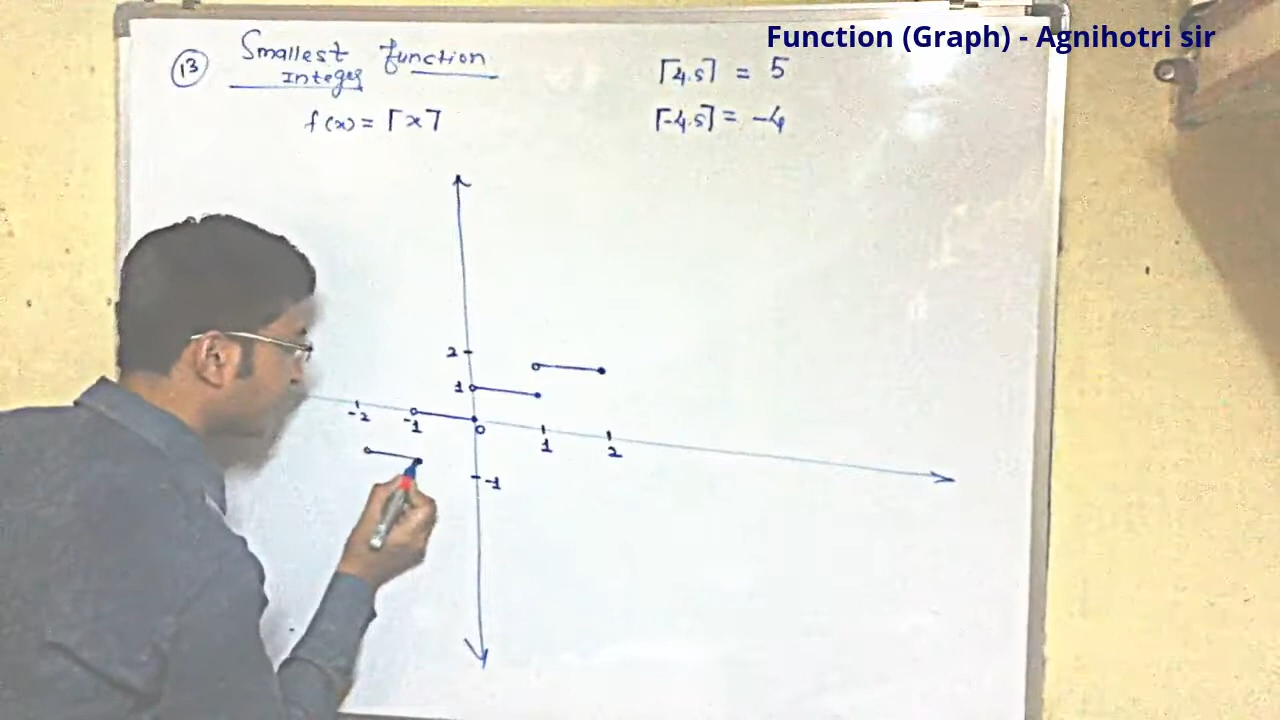 Function (Graph) - Agnihotri sir
13 Smallest Integer function
f(x) = ⌈x⌉
⌈4.5⌉ = 5
⌈-4.5⌉ = -4
2
1
-2 -1 0 1 2
-1